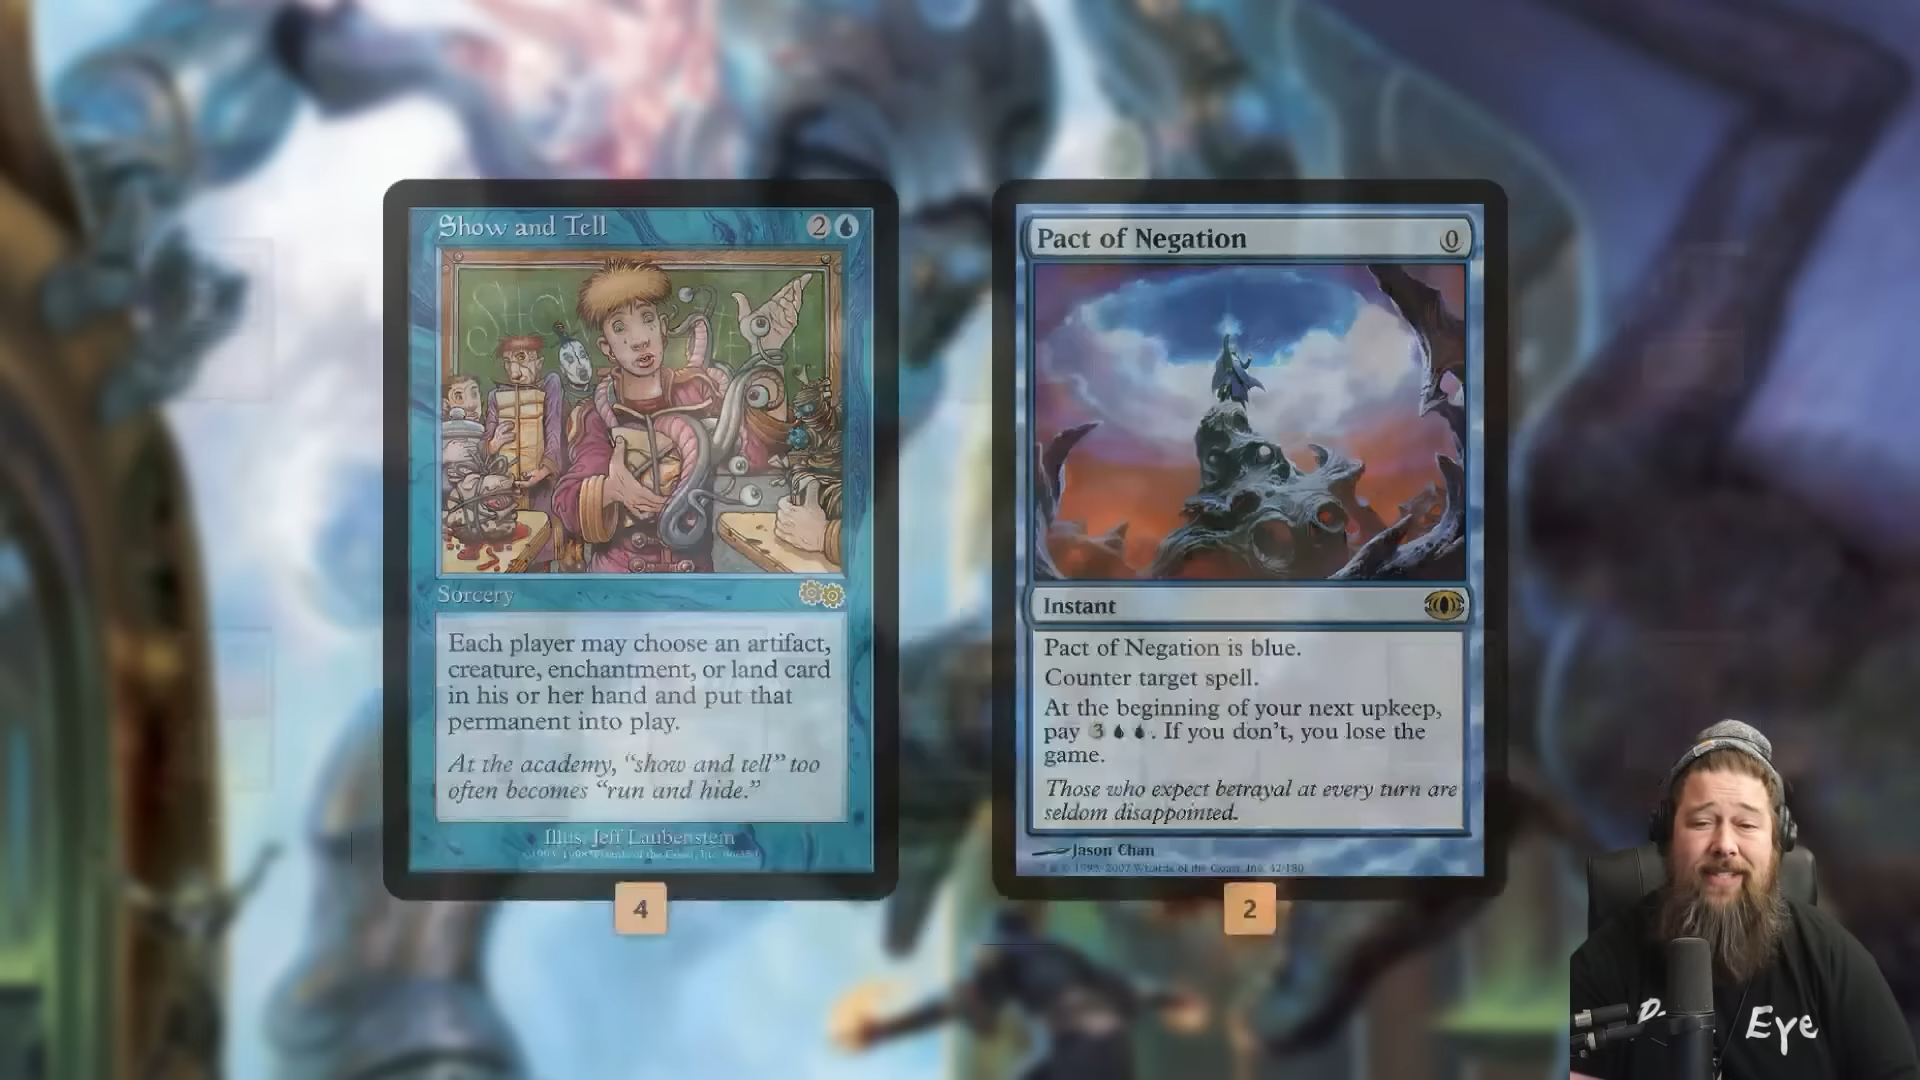 Show and Tell 2
Sorcery
Each player may choose an artifact,
creature, enchantment, or land card
in his or her hand and put that
permanent into play.
At the academy, “show and tell” too
often becomes “run and hide.”
Illus. Jeff Laubenstein
4
Pact of Negation 0
Instant
Pact of Negation is blue.
Counter target spell.
At the beginning of your next upkeep,
pay 3 . If you don't, you lose the
game.
Those who expect betrayal at every turn are
seldom disappointed.
Jason Chan
2
Eye